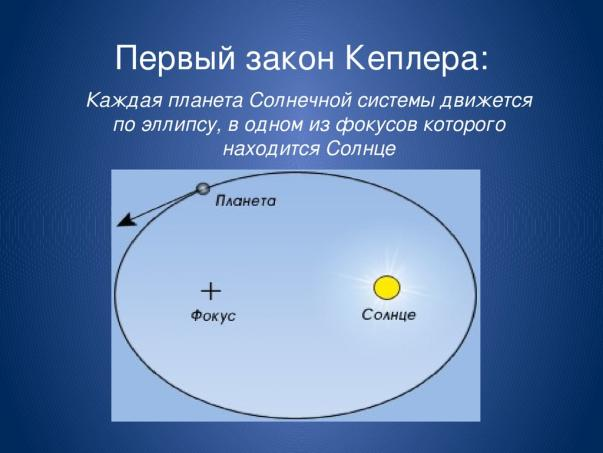 Первый закон Кеплера:
Каждая планета Солнечной системы движется
по эллипсу, в одном из фокусов которого
находится Солнце
Планета
Фокус
Солнце